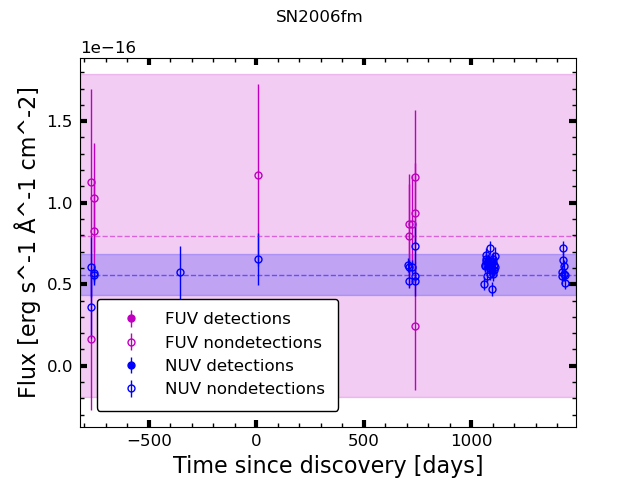 SN2006fm
1e−16
Flux [erg s^-1 Å^-1 cm^-2]
1.5
1.0
0.5
0.0
FUV detections
FUV nondetections
NUV detections
NUV nondetections
−500
0
500
1000
Time since discovery [days]